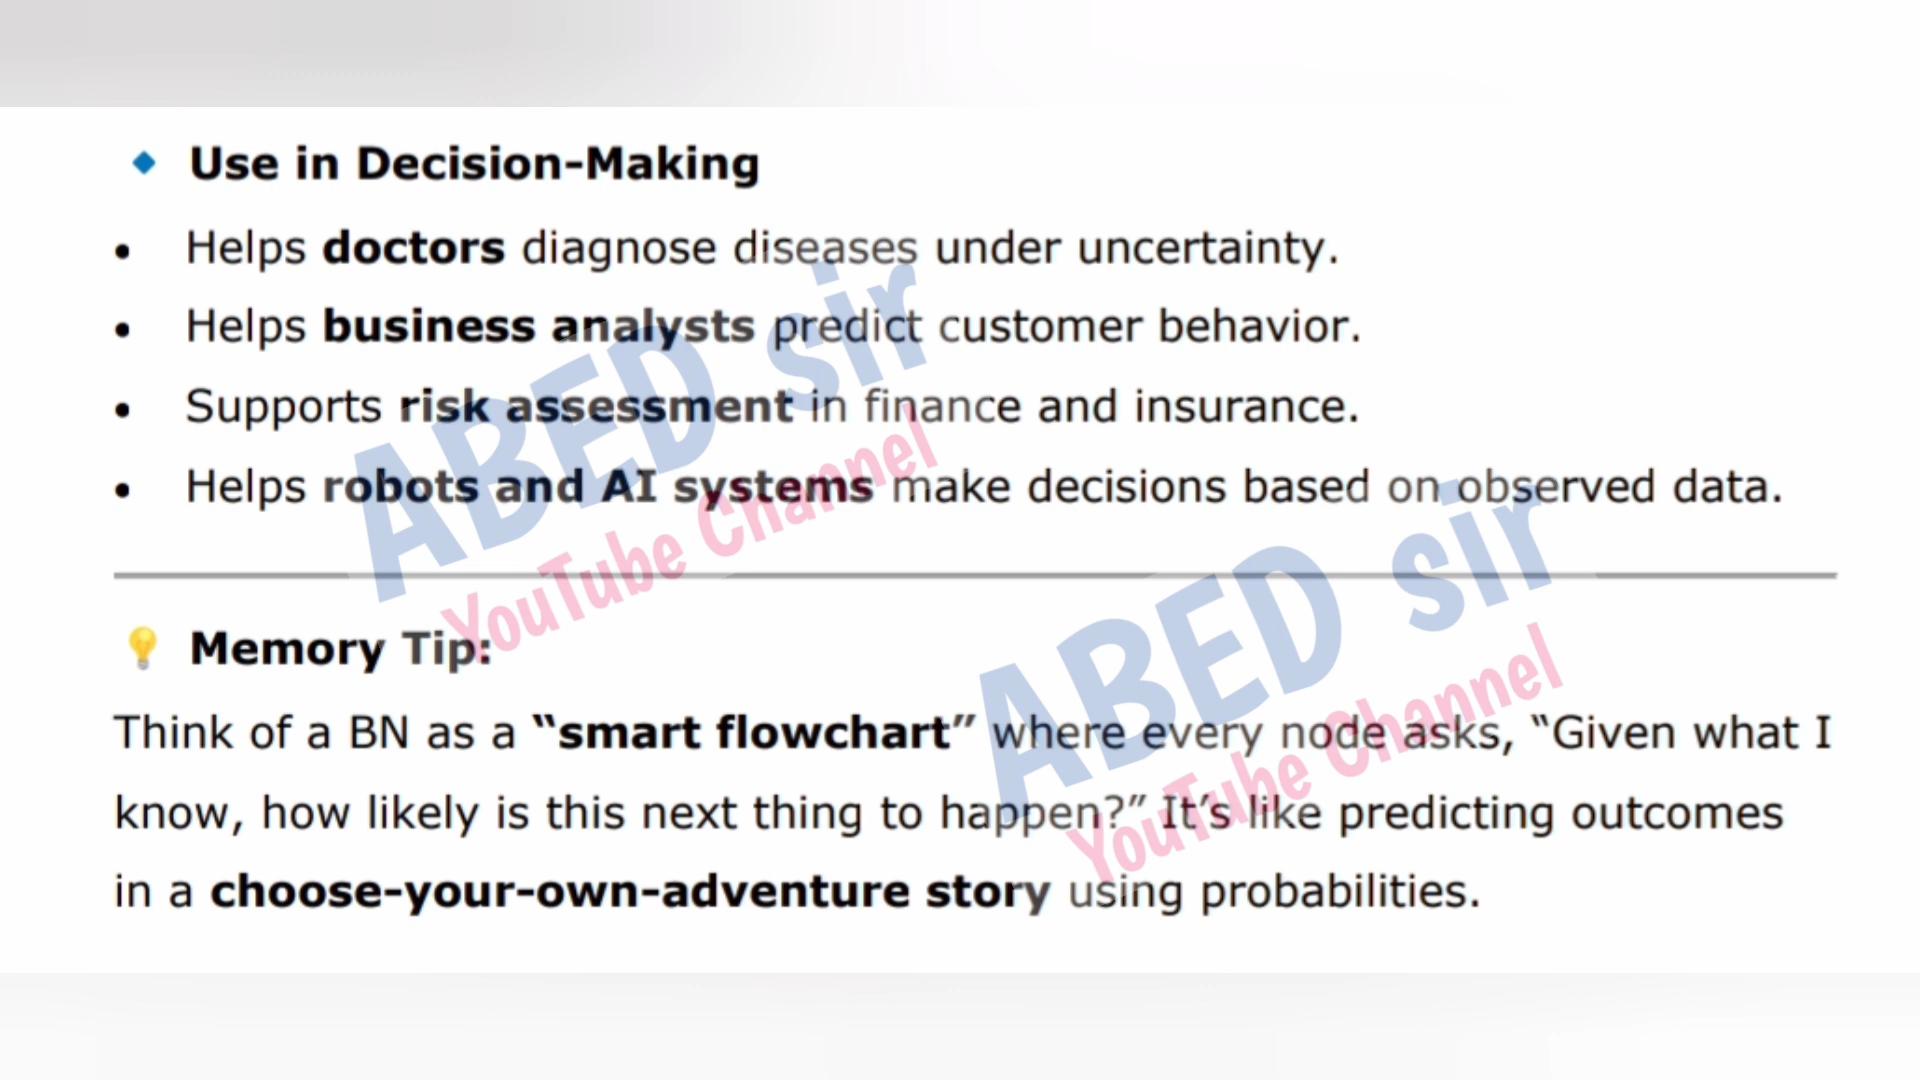 Use in Decision-Making
• Helps doctors diagnose diseases under uncertainty.
• Helps business analysts predict customer behavior.
• Supports risk assessment in finance and insurance.
• Helps robots and AI systems make decisions based on observed data.
ABED sir
YouTube Channel
💡 Memory Tip:
Think of a BN as a “smart flowchart” where every node asks, “Given what I
know, how likely is this next thing to happen?” It’s like predicting outcomes
in a choose-your-own-adventure story using probabilities.
ABED sir
YouTube Channel